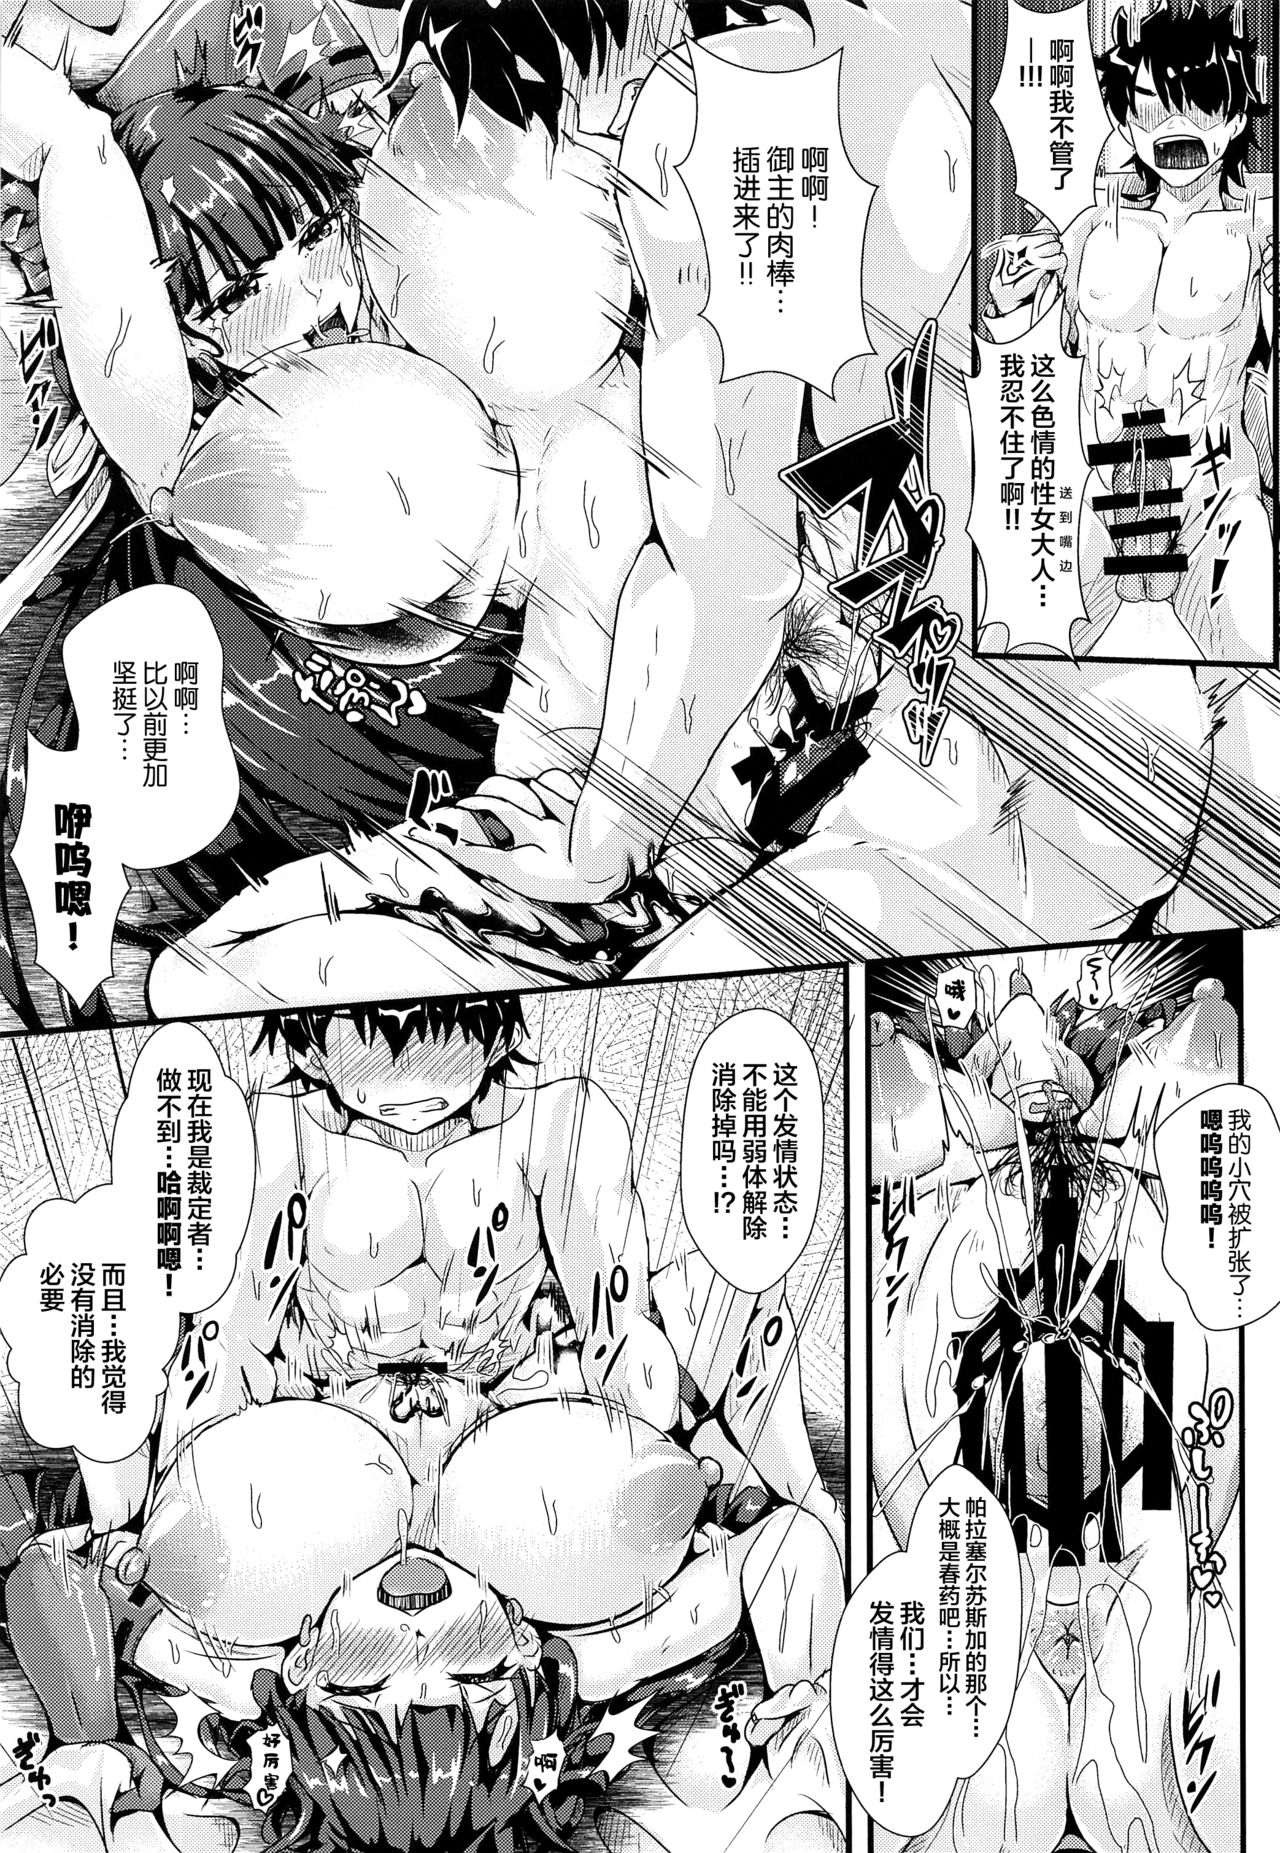 啊啊我不管了
—!!!
这么色情的性女大人…
送到嘴边
我忍不住了啊!!
啊啊!
御主的肉棒…
插进来了!!
啊啊…
比以前更加
坚挺了…
咿呜嗯!
我的小穴被扩张了…
嗯呜呜呜呜!
哦♥
帕拉塞尔苏斯加的那个…
大概是春药吧…所以…
我们…才会
发情得这么厉害!
这个发情状态…
不能用弱体解除
消除掉吗…!?
现在我是裁定者…
做不到…哈啊啊嗯!
而且…我觉得
没有消除的
必要
啊♥
好厉害♥
ぎゅ〜♥
ぎゅっ